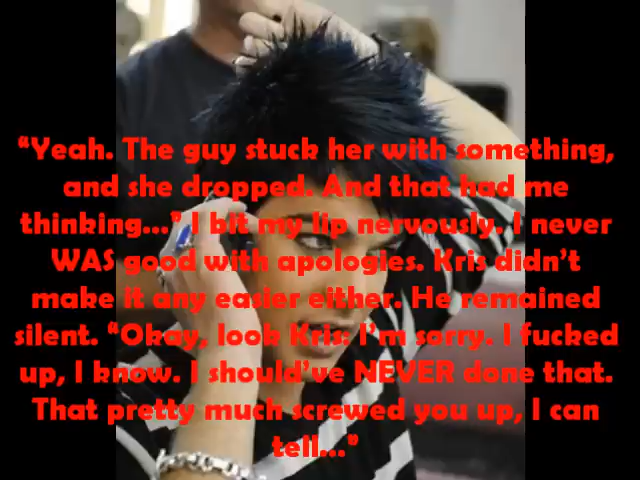 “Yeah. The guy stuck her with something,
and she dropped. And that had me
thinking...” I bit my lip nervously. I never
WAS good with apologies. Kris didn’t
make it any easier either. He remained
silent. “Okay, look Kris: I’m sorry. I fucked
up, I know. I should’ve NEVER done that.
That pretty much screwed you up, I can
tell...”